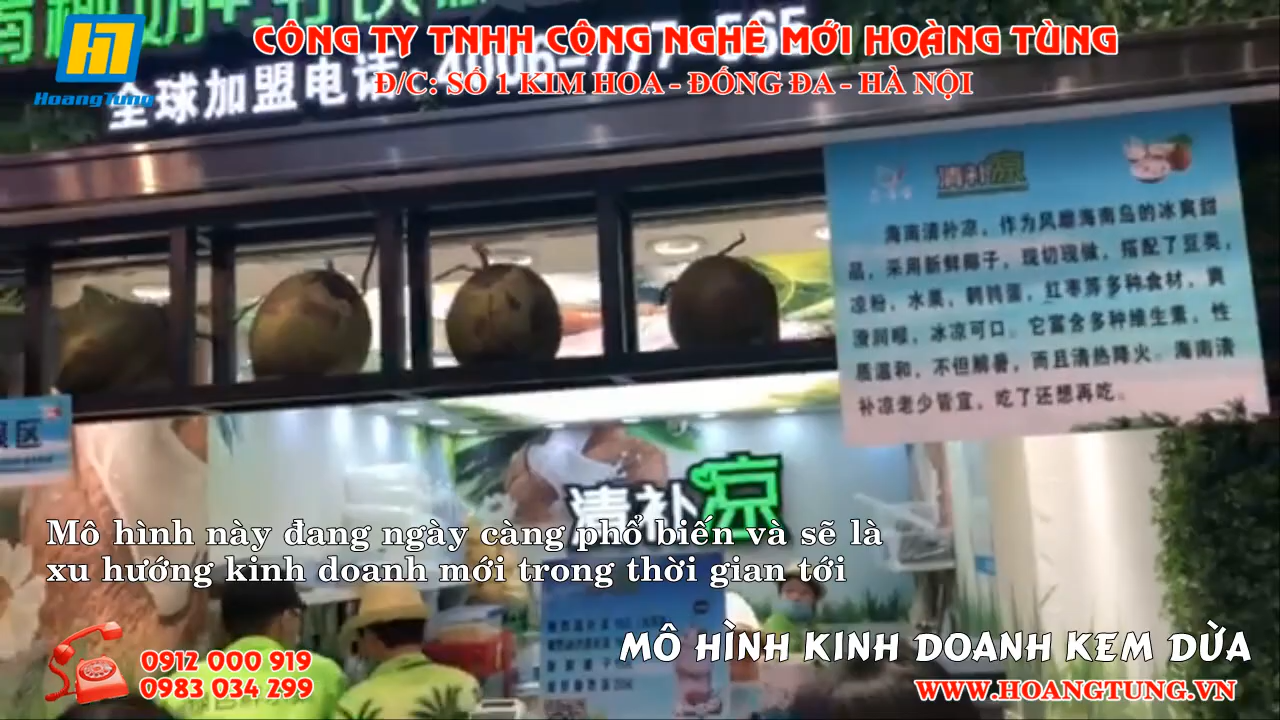 CÔNG TY TNHH CÔNG NGHỆ MỚI HOÀNG TÙNG
Đ/C: SỐ 1 KIM HOA - ĐỐNG ĐA - HÀ NỘI
HoangTung
全球加盟电话 4006-777-565
清补凉
海南清补凉，作为风靡海南岛的冰爽甜
品，采用新鲜椰子，现切现做，搭配了豆类，
凉粉，水果，鹌鹑蛋，红枣等多种食材，爽
滑润喉，冰凉可口。它富含多种维生素，性
质温和，不但解暑，而且清热降火。海南清
补凉老少皆宜，吃了还想再吃。
清补凉
Mô hình này đang ngày càng phổ biến và sẽ là
xu hướng kinh doanh mới trong thời gian tới
MÔ HÌNH KINH DOANH KEM DỪA
0912 000 919
0983 034 299
WWW.HOANGTUNG.VN